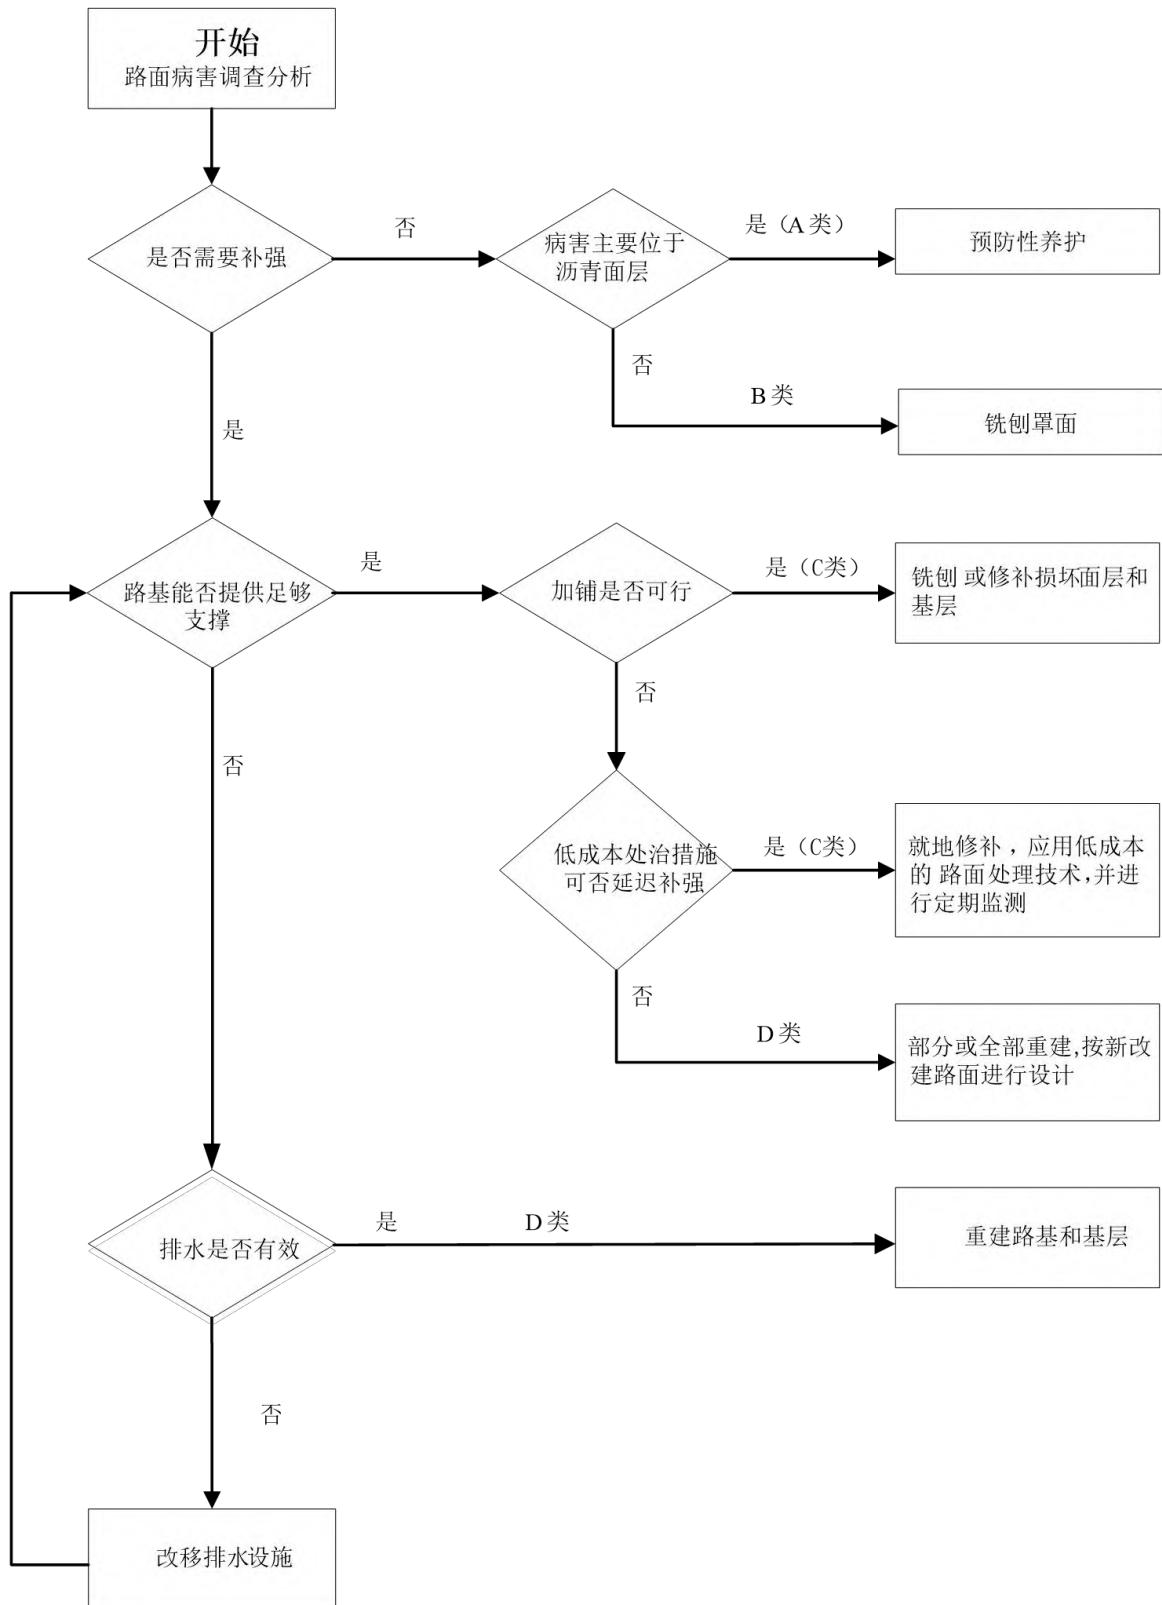 开始
路面病害调查分析
是否需要补强
否
病害主要位于
沥青面层
是（A类）
预防性养护
否
B类
铣刨罩面
是
路基能否提供足够
支撑
是
加铺是否可行
是（C类）
铣刨或修补损坏面层和
基层
否
低成本处治措施
可否延迟补强
是（C类）
就地修补，应用低成本
的路面处理技术,并进
行定期监测
否
D类
部分或全部重建,按新改
建路面进行设计
否
排水是否有效
是
D类
重建路基和基层
否
改移排水设施